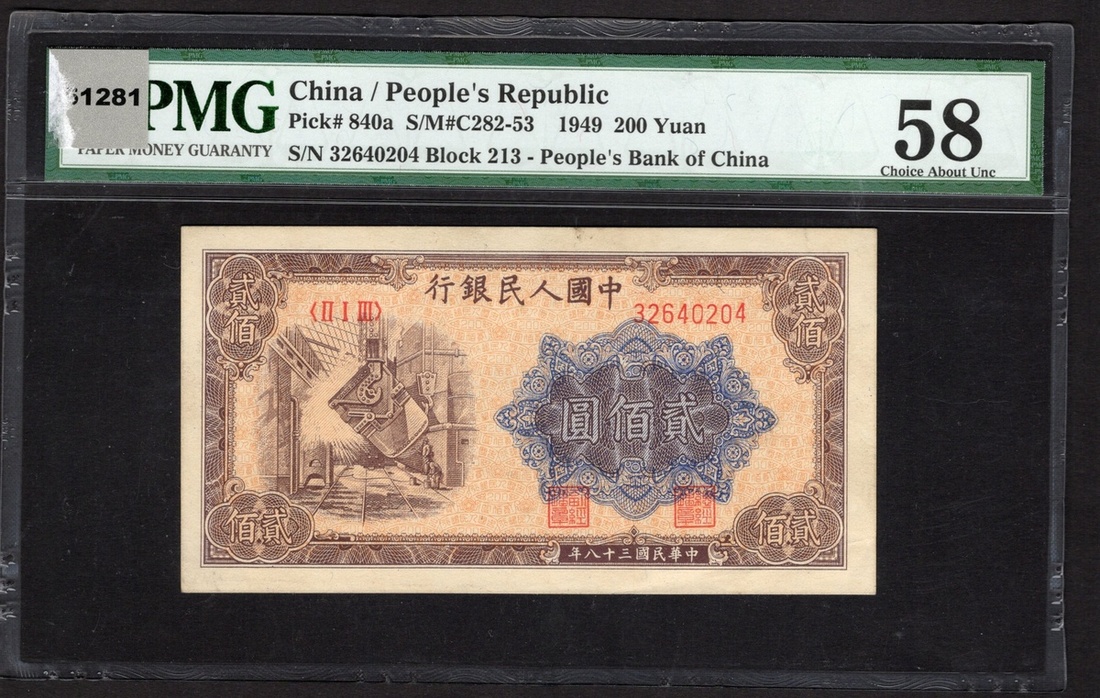 51281
PMG
PAPER MONEY GUARANTY
China / People's Republic
Pick# 840a S/M#C282-53 1949 200 Yuan
S/N 32640204 Block 213 - People's Bank of China
58
Choice About Unc
行銀民人國中
〈II I III〉
32640204
貳佰
貳佰
圓佰貳
佰貳
佰貳
年八十三國民華中